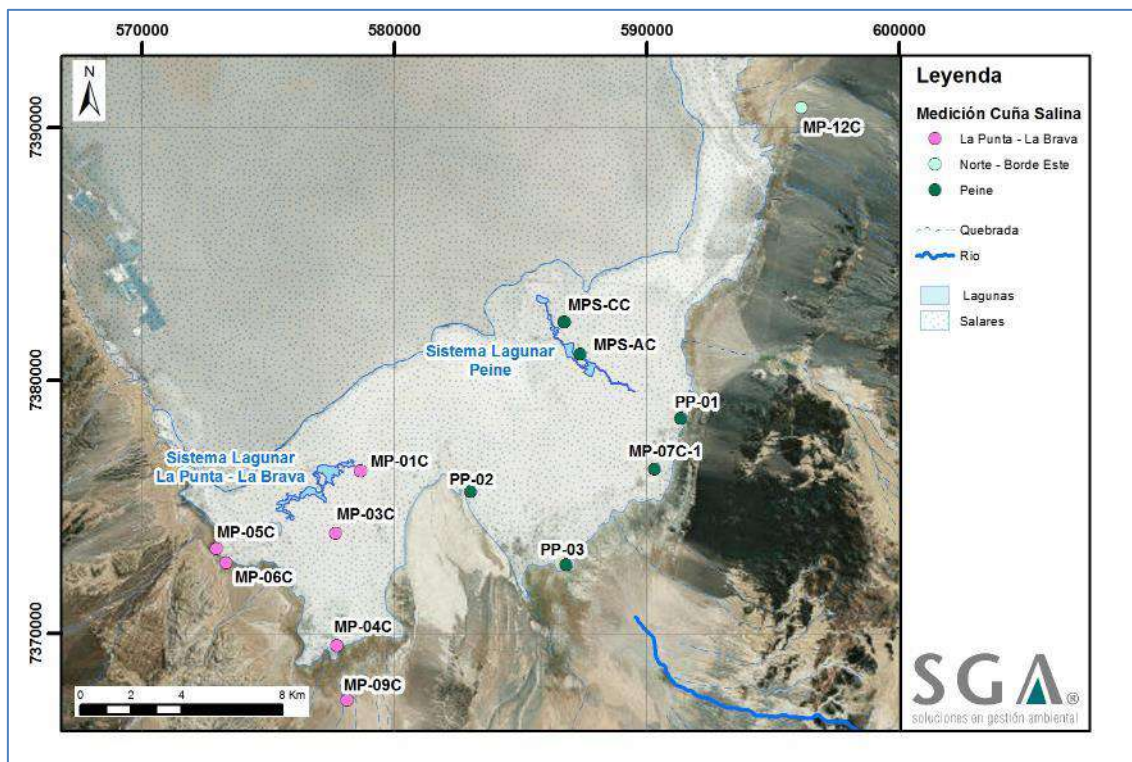 570000
580000
590000
600000
N
7390000
7380000
7370000
MP-12C
MPS-CC
MPS-AC
Sistema Lagunar
Peine
PP-01
MP-07C-1
Sistema Lagunar
La Punta - La Brava
MP-01C
PP-02
MP-03C
MP-05C
PP-03
MP-06C
MP-04C
MP-09C
0 2 4 8 Km
Leyenda
Medición Cuña Salina
La Punta - La Brava
Norte - Borde Este
Peine
Quebrada
Rio
Lagunas
Salares
SGA®
soluciones en gestión ambiental